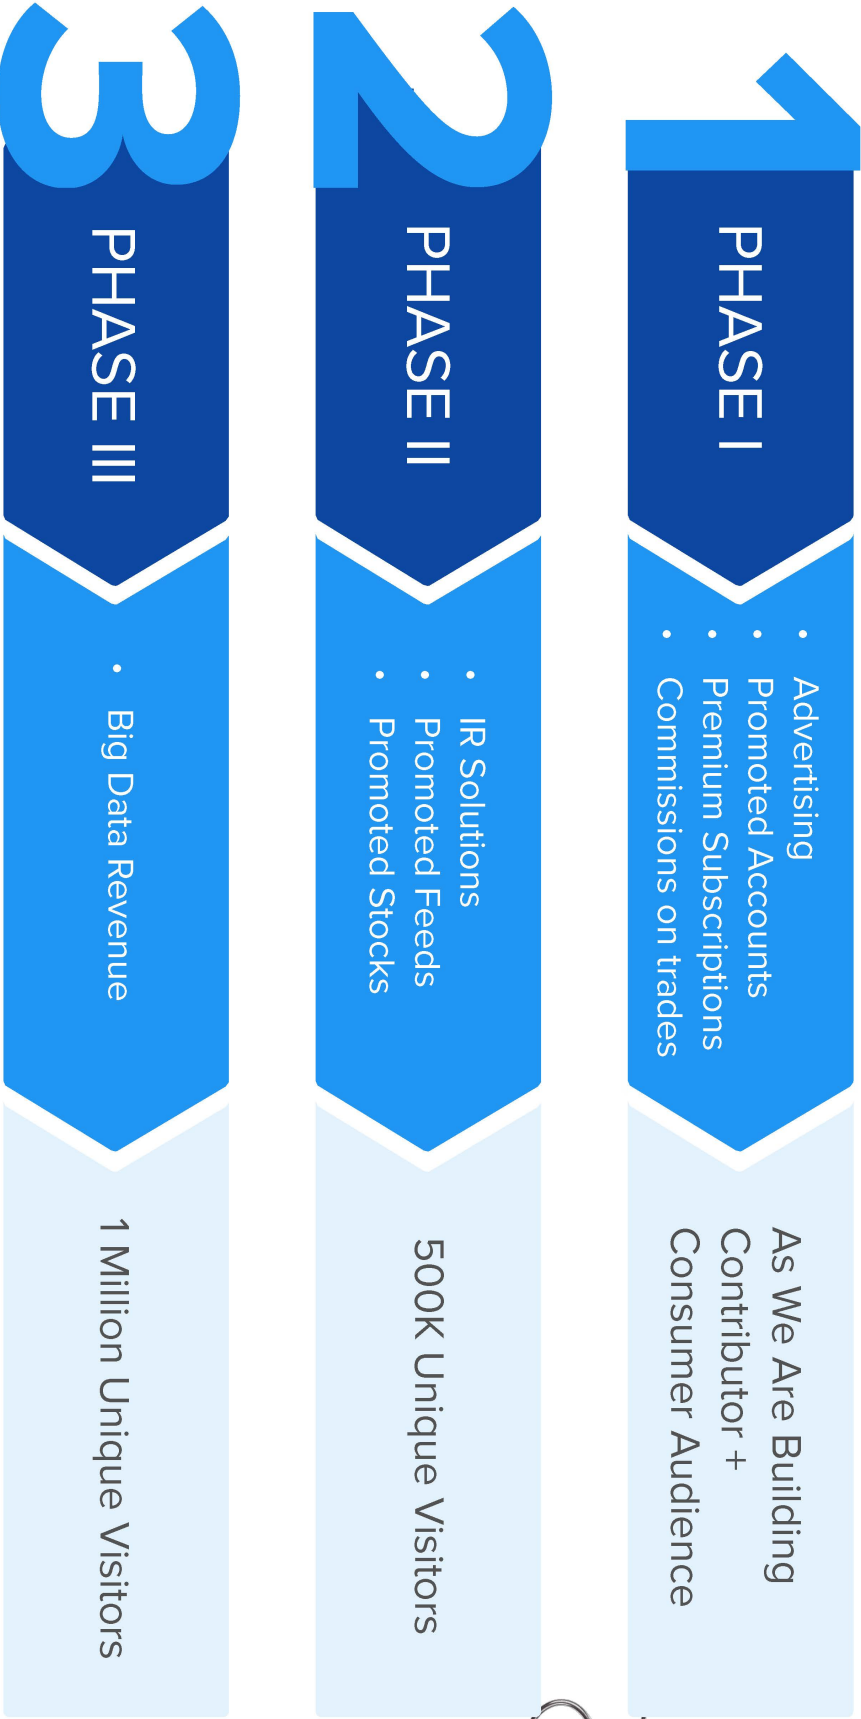 1
PHASE I
• Advertising
• Promoted Accounts
• Premium Subscriptions
• Commissions on trades
As We Are Building
Contributor +
Consumer Audience
2
PHASE II
• IR Solutions
• Promoted Feeds
• Promoted Stocks
500K Unique Visitors
3
PHASE III
• Big Data Revenue
1 Million Unique Visitors